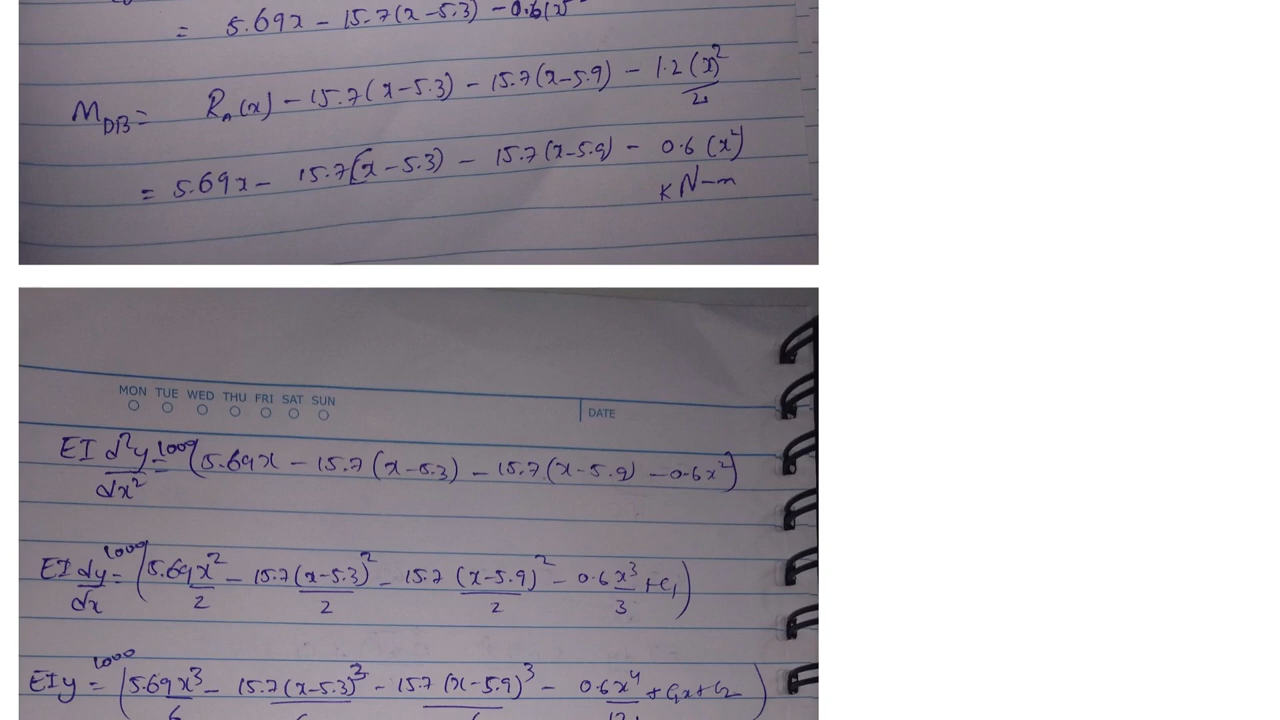 = 5.69x - 15.7(x-5.3) - 0.6(x
M_DB = R_A(x) - 15.7(x-5.3) - 15.7(x-5.9) - 1.2(x)²/2
= 5.69x - 15.7(x-5.3) - 15.7(x-5.9) - 0.6(x²)
KN-m
MON TUE WED THU FRI SAT SUN
DATE
EI d²y/dx² = 1000(5.69x - 15.7(x-5.3) - 15.7(x-5.9) - 0.6x²)
EI dy/dx = 1000(5.69x²/2 - 15.7(x-5.3)²/2 - 15.7(x-5.9)²/2 - 0.6x³/3 + C₁)
EIy = 1000(5.69x³/6 - 15.7(x-5.3)³ - 15.7(x-5.9)³ - 0.6x⁴/12 + C₁x + C₂)